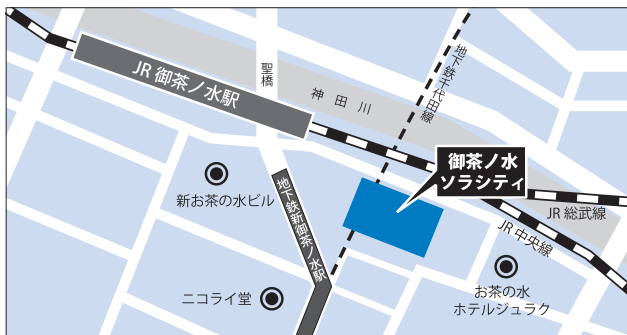 JR 御茶ノ水駅
聖橋
神田川
地下鉄千代田線
御茶ノ水
ソラシティ
新お茶の水ビル
地下鉄新御茶ノ水駅
JR 総武線
JR 中央線
ニコライ堂
お茶の水
ホテルジュラク